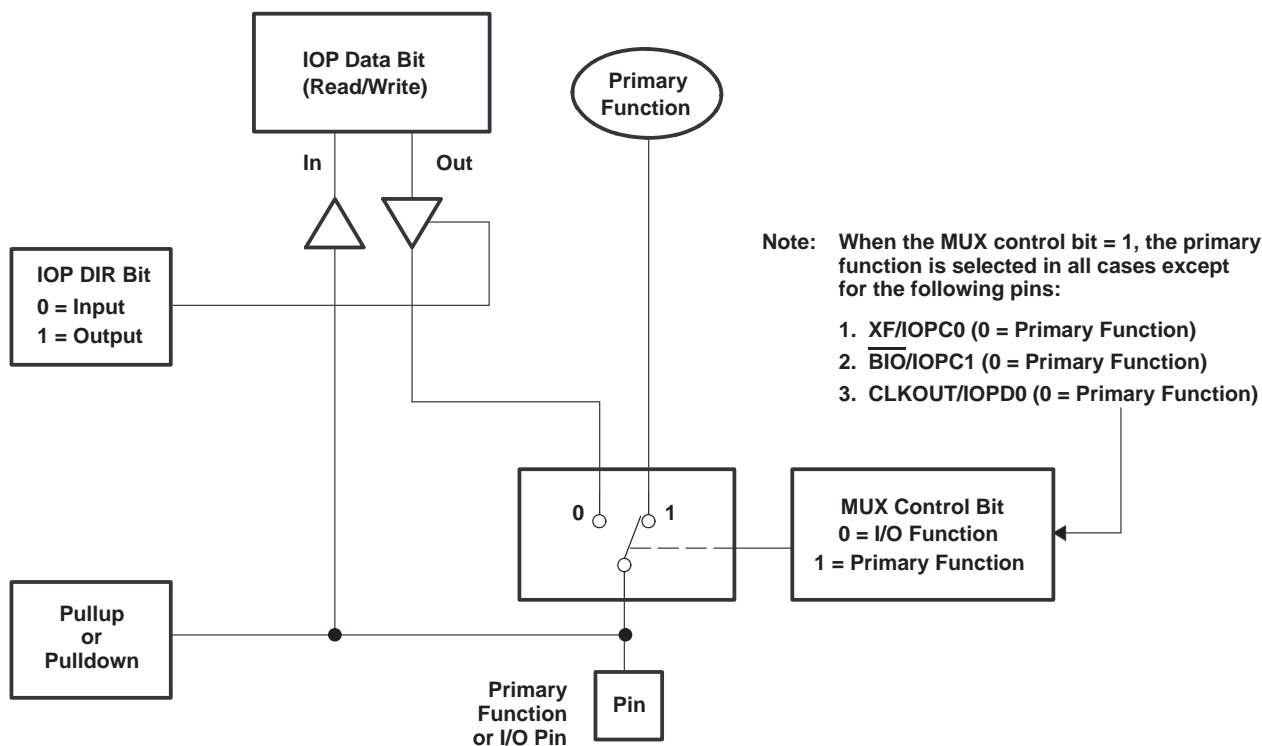 IOP Data Bit
(Read/Write)
Primary
Function
In
Out
IOP DIR Bit
0 = Input
1 = Output
Note: When the MUX control bit = 1, the primary
function is selected in all cases except
for the following pins:
1. XF/IOPC0 (0 = Primary Function)
2. B̅I̅O̅/IOPC1 (0 = Primary Function)
3. CLKOUT/IOPD0 (0 = Primary Function)
0
1
MUX Control Bit
0 = I/O Function
1 = Primary Function
Pullup
or
Pulldown
Primary
Function
or I/O Pin
Pin